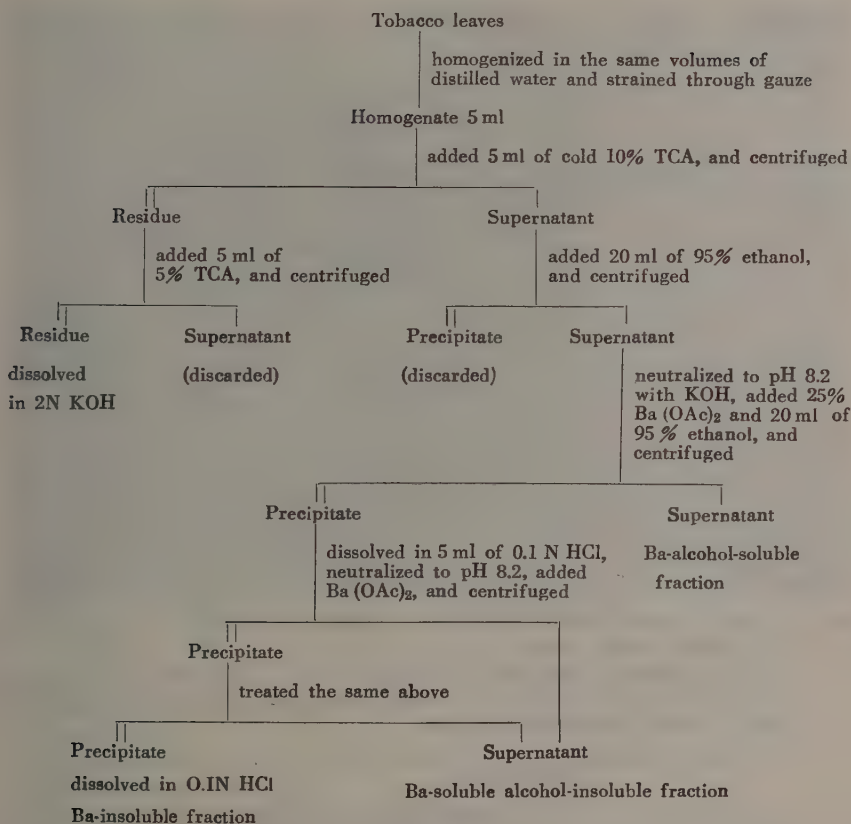 Tobacco leaves
homogenized in the same volumes of
distilled water and strained through gauze
Homogenate 5 ml
added 5 ml of cold 10% TCA, and centrifuged
Residue
Supernatant
added 5 ml of
5% TCA, and centrifuged
added 20 ml of 95% ethanol,
and centrifuged
Residue
Supernatant
Precipitate
Supernatant
dissolved
in 2N KOH
(discarded)
(discarded)
neutralized to pH 8.2
with KOH, added 25%
Ba (OAc)₂ and 20 ml of
95 % ethanol, and
centrifuged
Precipitate
Supernatant
dissolved in 5 ml of 0.1 N HCl,
neutralized to pH 8.2, added
Ba (OAc)₂, and centrifuged
Ba-alcohol-soluble
fraction
Precipitate
treated the same above
Precipitate
Supernatant
dissolved in O.IN HCl
Ba-insoluble fraction
Ba-soluble alcohol-insoluble fraction